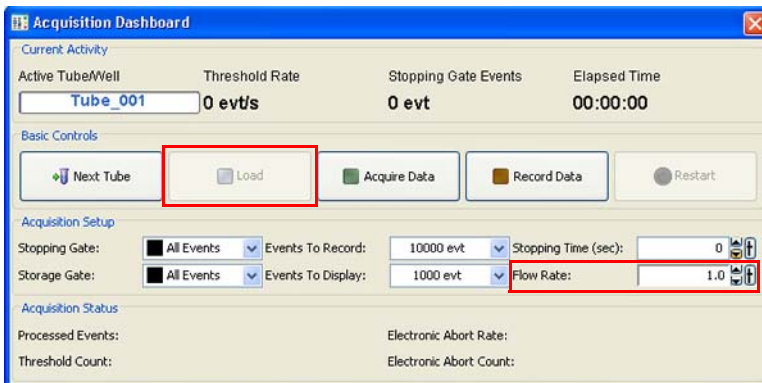 Acquisition Dashboard
Current Activity
Active Tube/Well Threshold Rate Stopping Gate Events Elapsed Time
Tube_001 0 evt/s 0 evt 00:00:00
Basic Controls
Next Tube Load Acquire Data Record Data Restart
Acquisition Setup
Stopping Gate: All Events Events To Record: 10000 evt Stopping Time (sec): 0
Storage Gate: All Events Events To Display: 1000 evt Flow Rate: 1.0
Acquisition Status
Processed Events: Electronic Abort Rate:
Threshold Count: Electronic Abort Count: